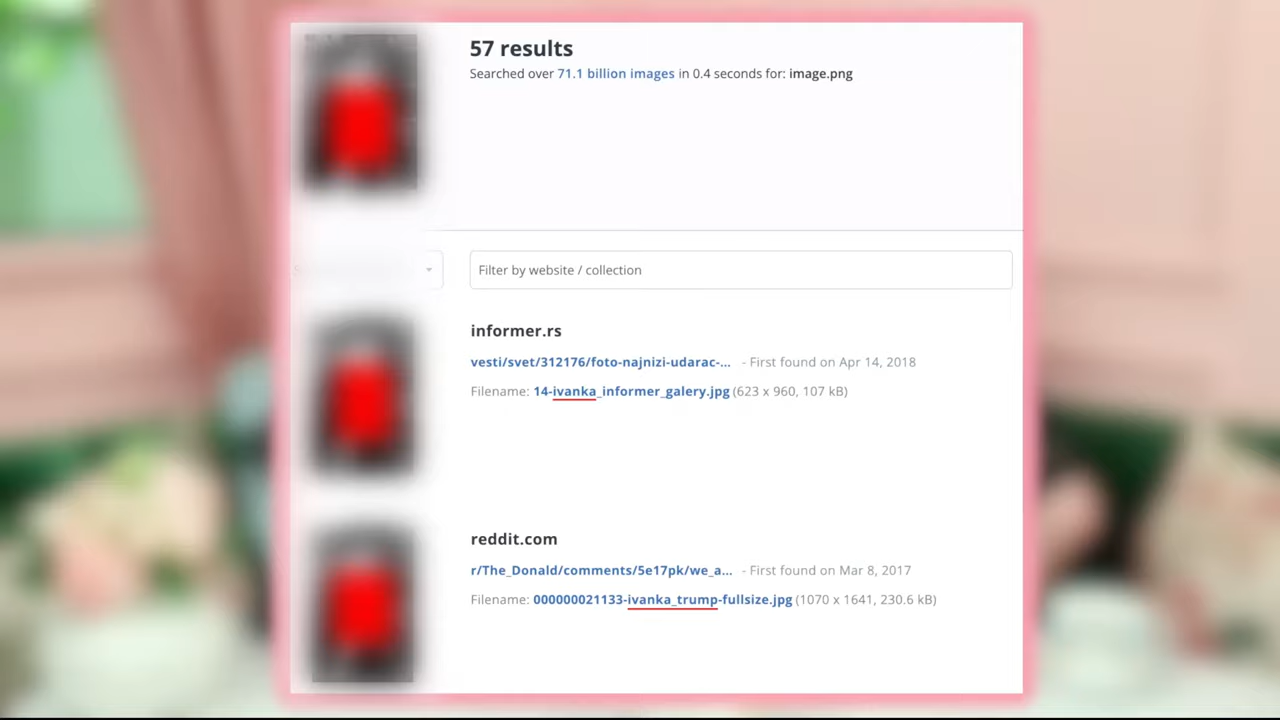 57 results
Searched over 71.1 billion images in 0.4 seconds for: image.png
Filter by website / collection
informer.rs
vesti/svet/312176/foto-najnizi-udarac-... - First found on Apr 14, 2018
Filename: 14-ivanka_informer_galery.jpg (623 x 960, 107 kB)
reddit.com
r/The_Donald/comments/5e17pk/we_a... - First found on Mar 8, 2017
Filename: 000000021133-ivanka_trump-fullsize.jpg (1070 x 1641, 230.6 kB)